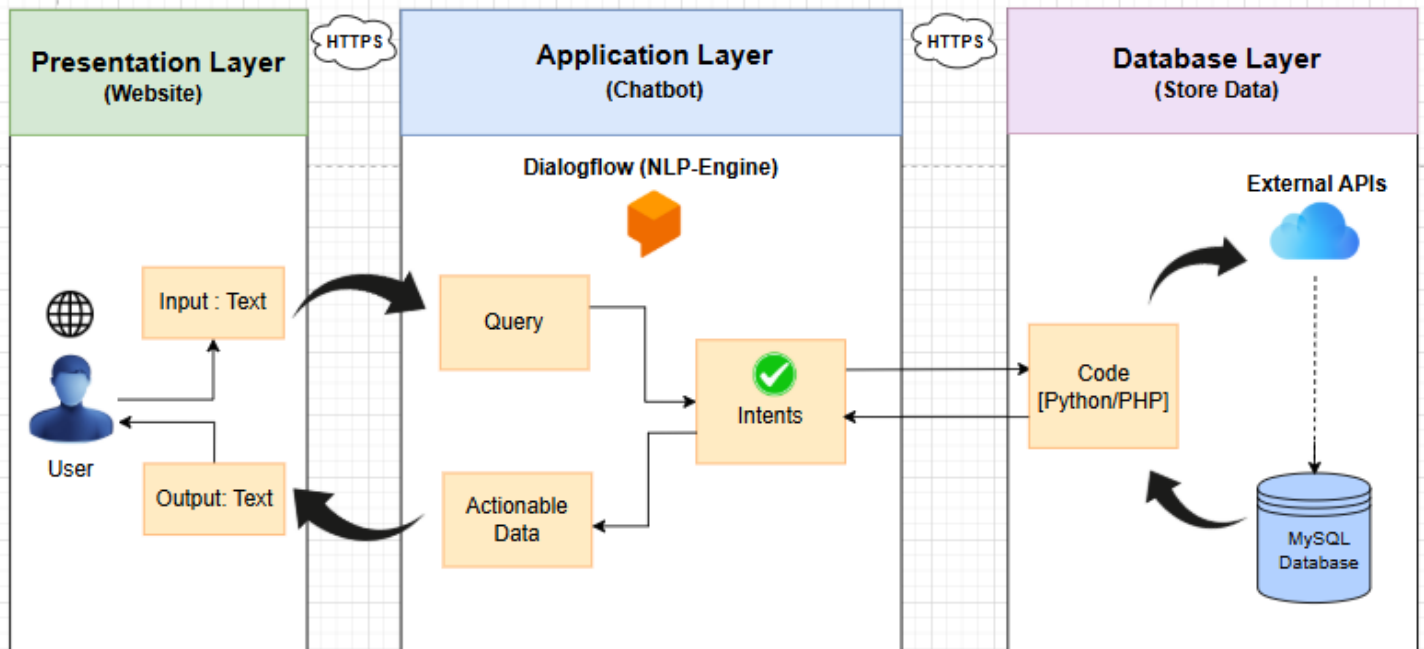 Presentation Layer
(Website)
HTTPS
Application Layer
(Chatbot)
HTTPS
Database Layer
(Store Data)
Dialogflow (NLP-Engine)
External APIs
Input : Text
Query
Intents
Code
[Python/PHP]
User
Output: Text
Actionable
Data
MySQL
Database